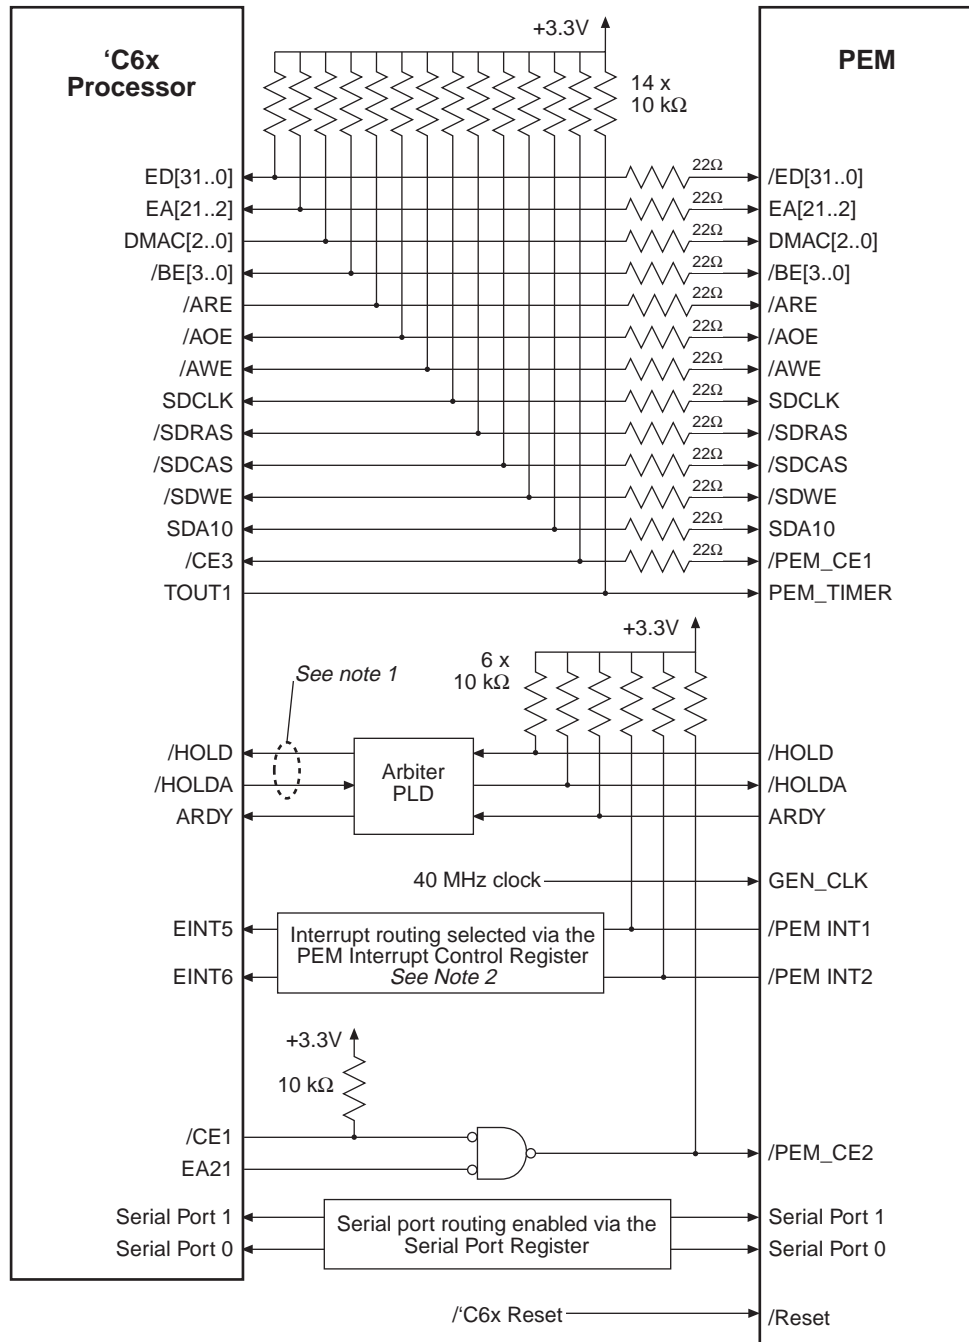 ‘C6x
Processor
+3.3V
14 x
10 kΩ
PEM
ED[31..0] 22Ω /ED[31..0]
EA[21..2] 22Ω EA[21..2]
DMAC[2..0] 22Ω DMAC[2..0]
/BE[3..0] 22Ω /BE[3..0]
/ARE 22Ω /ARE
/AOE 22Ω /AOE
/AWE 22Ω /AWE
SDCLK 22Ω SDCLK
/SDRAS 22Ω /SDRAS
/SDCAS 22Ω /SDCAS
/SDWE 22Ω /SDWE
SDA10 22Ω SDA10
/CE3 22Ω /PEM_CE1
TOUT1 PEM_TIMER
+3.3V
6 x
10 kΩ
See note 1
/HOLD /HOLD
/HOLDA /HOLDA
ARDY ARDY
Arbiter
PLD
40 MHz clock GEN_CLK
EINT5 /PEM INT1
EINT6 /PEM INT2
Interrupt routing selected via the
PEM Interrupt Control Register
See Note 2
+3.3V
10 kΩ
/CE1
EA21
/PEM_CE2
Serial Port 1 Serial Port 1
Serial Port 0 Serial Port 0
Serial port routing enabled via the
Serial Port Register
/‘C6x Reset /Reset